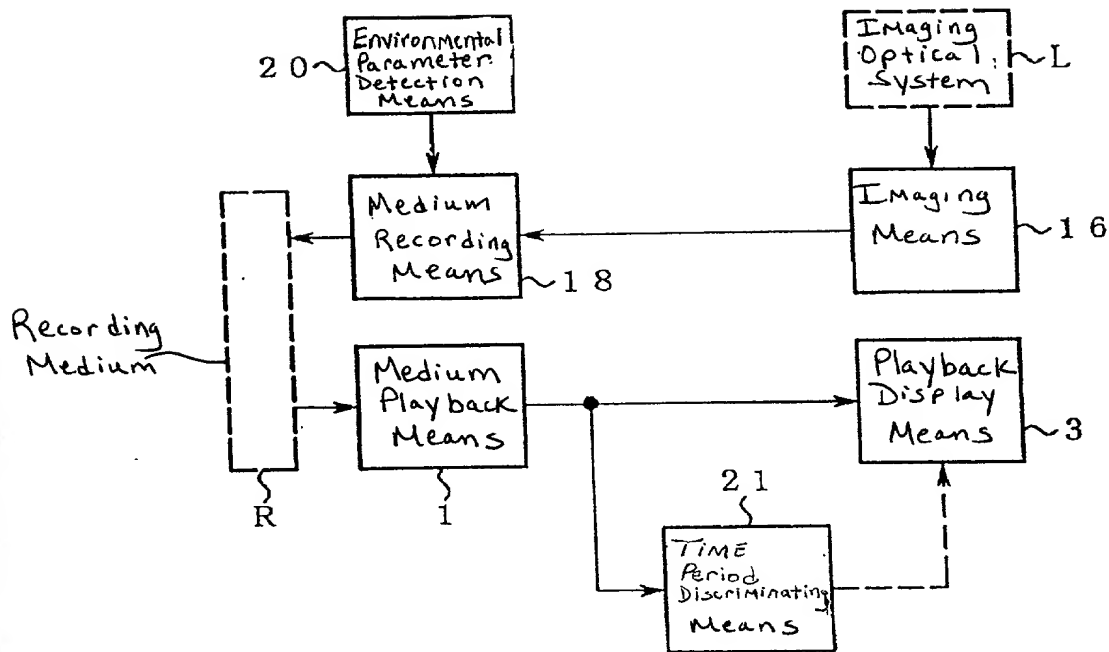 20
Environmental
Parameter
Detection
Means
Imaging
Optical
System
L
Medium
Recording
Means
18
Imaging
Means
16
Recording
Medium
R
Medium
Playback
Means
1
Playback
Display
Means
3
21
TIME
Period
Discriminating
Means